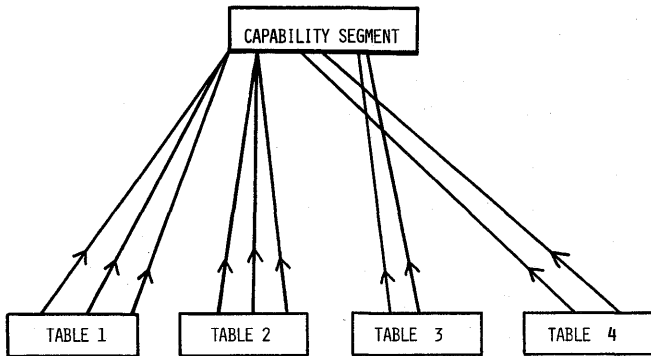 CAPABILITY SEGMENT
TABLE 1
TABLE 2
TABLE 3
TABLE 4